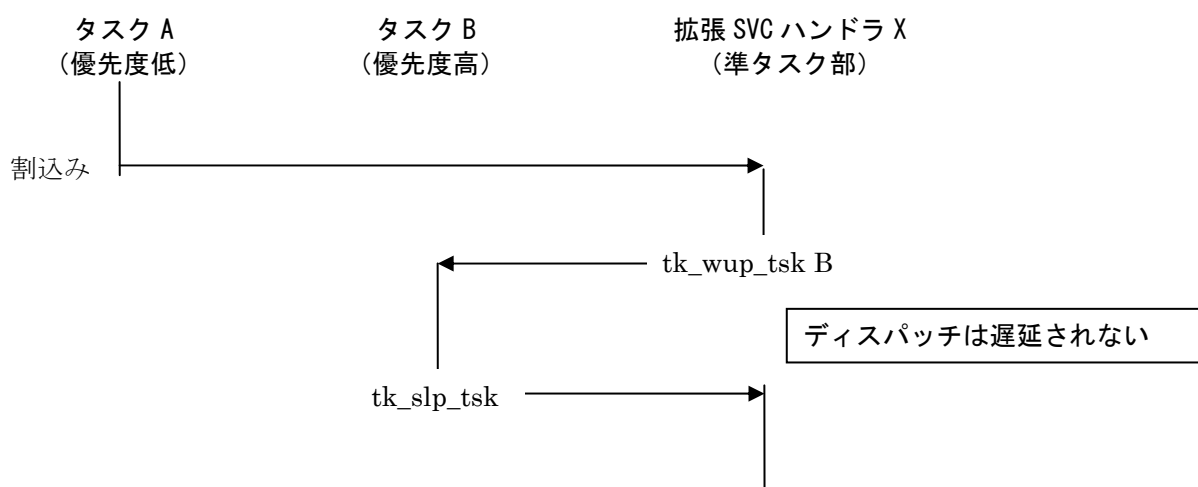 タスク A
（優先度低）
タスク B
（優先度高）
拡張 SVC ハンドラ X
（準タスク部）
割込み
tk_wup_tsk B
ディスパッチは遅延されない
tk_slp_tsk